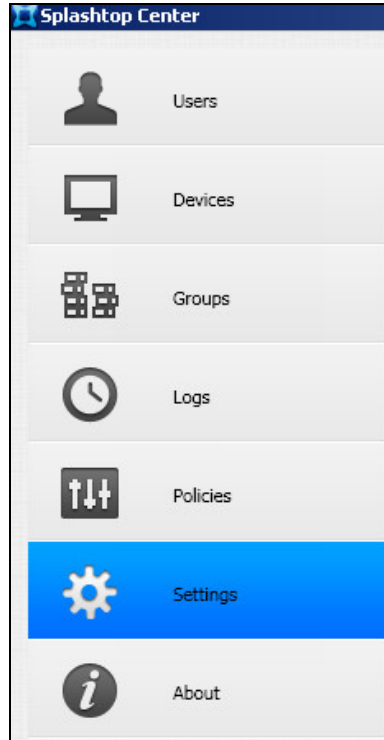 Splashtop Center
Users
Devices
Groups
Logs
Policies
Settings
About